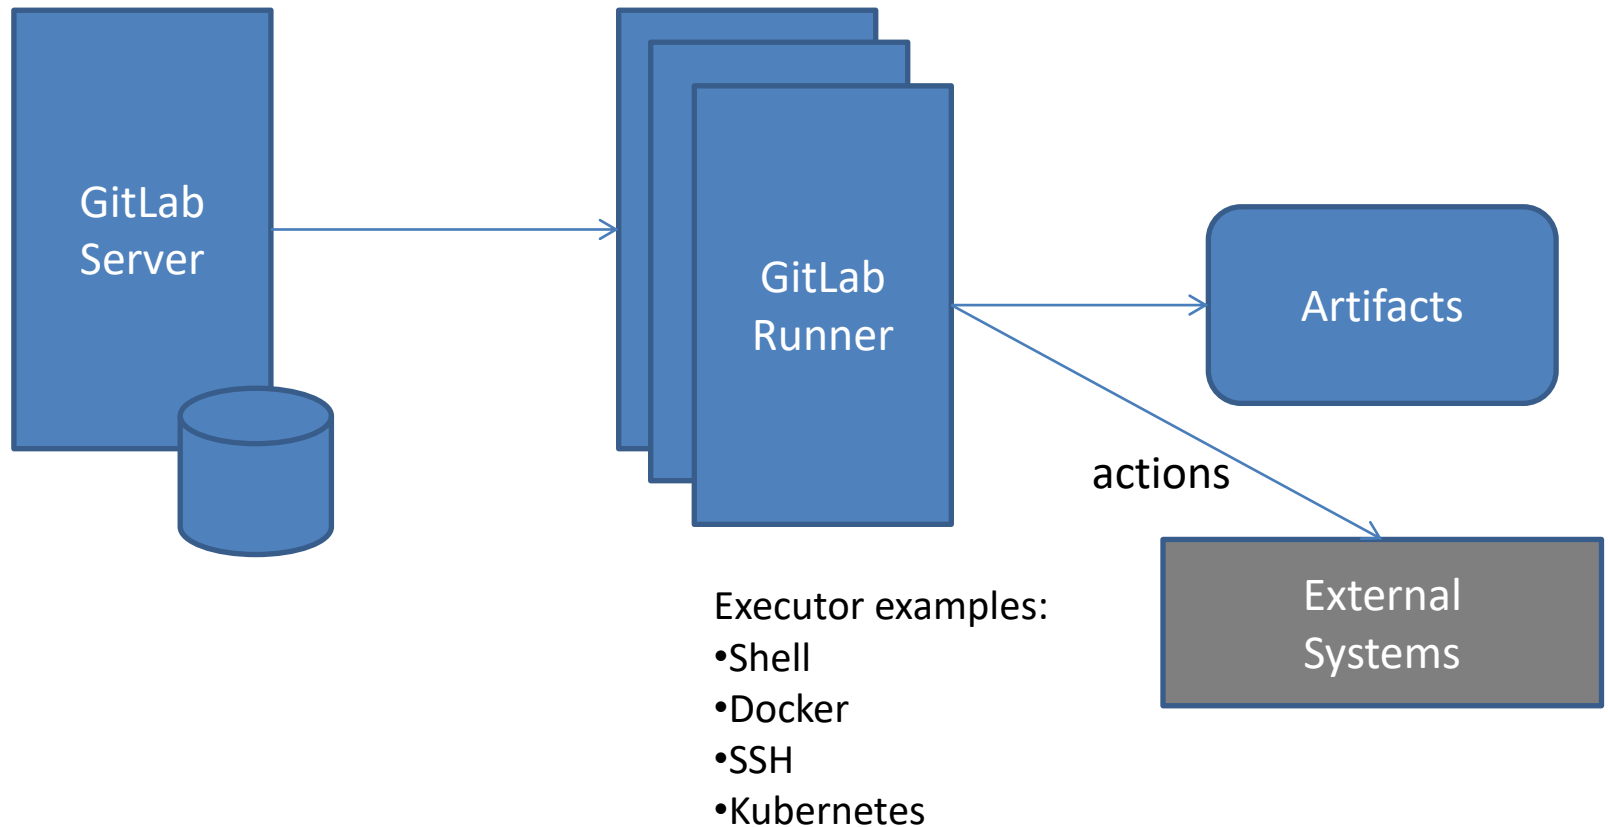 GitLab
Server
GitLab
Runner
Artifacts
actions
External
Systems
Executor examples:
•Shell
•Docker
•SSH
•Kubernetes